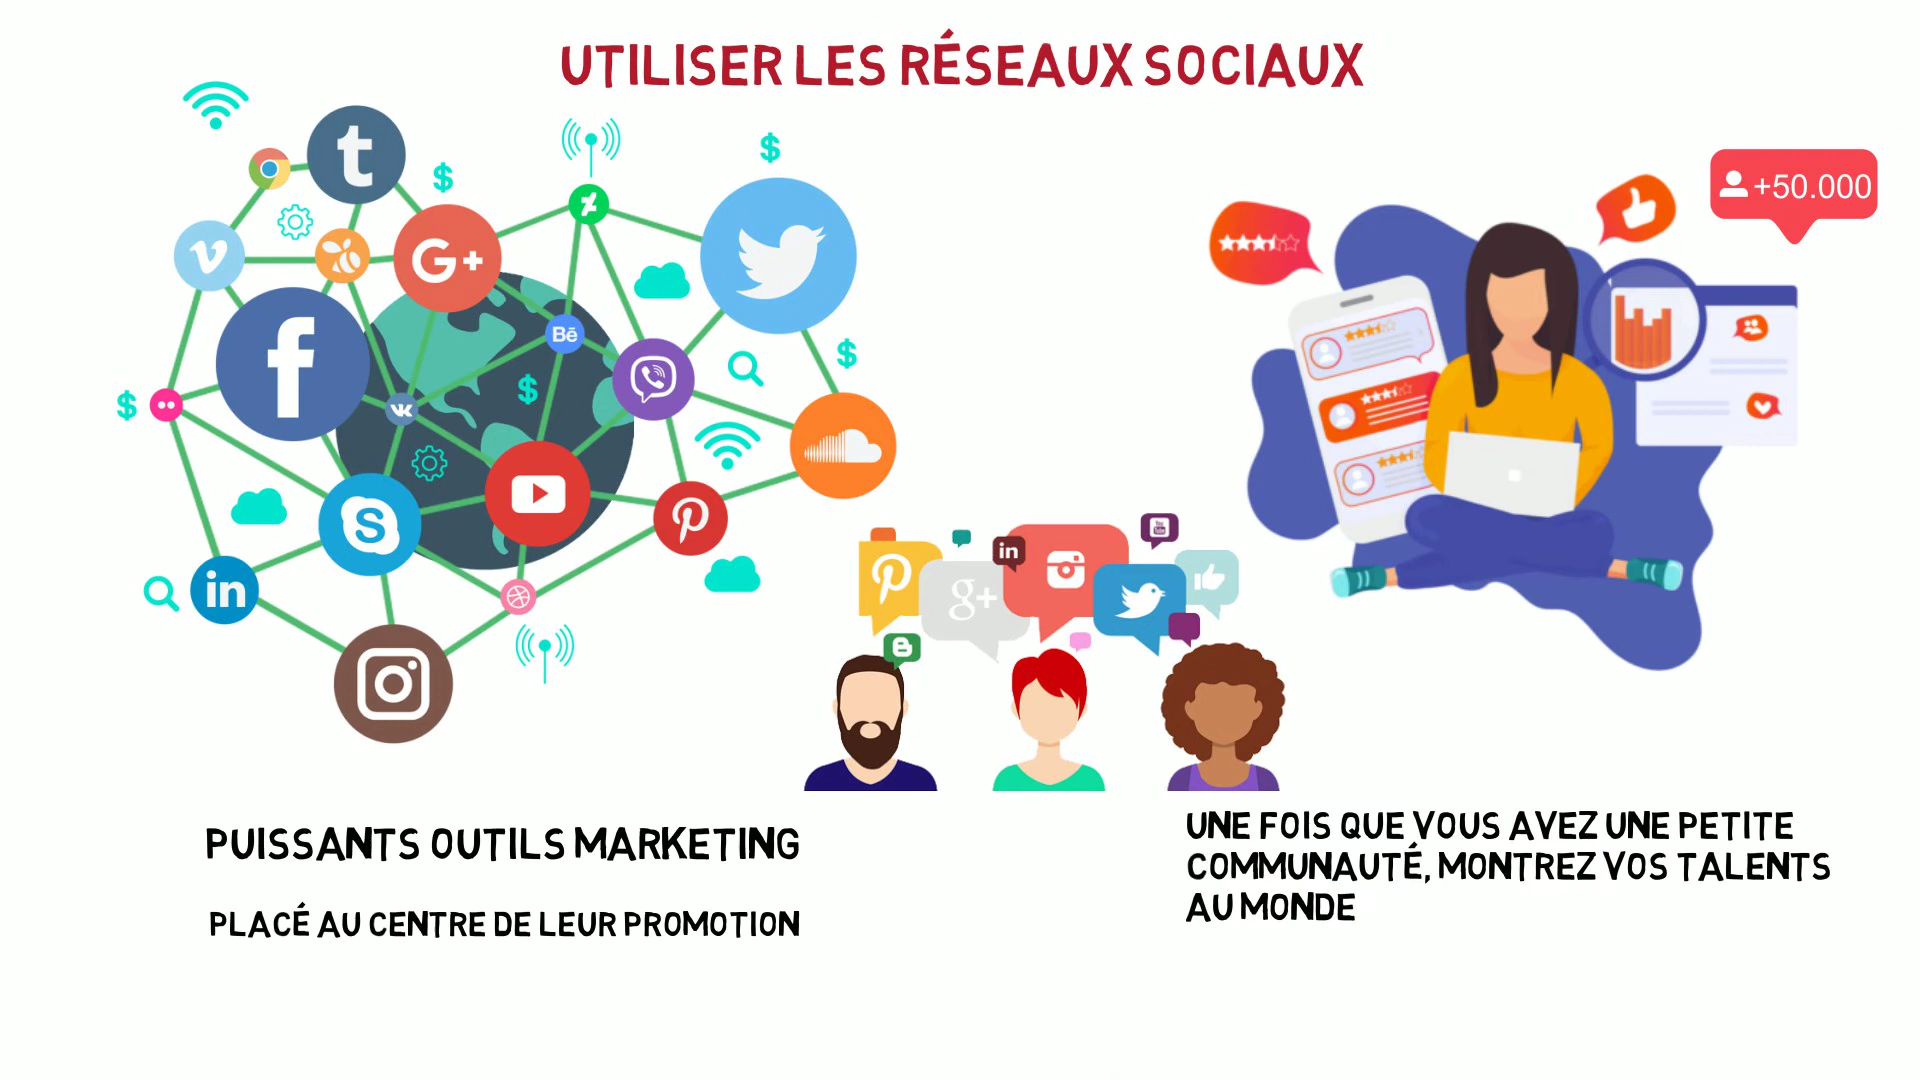 UTILISER LES RÉSEAUX SOCIAUX
+50.000
PUISSANTS OUTILS MARKETING
PLACÉ AU CENTRE DE LEUR PROMOTION
UNE FOIS QUE VOUS AVEZ UNE PETITE
COMMUNAUTÉ, MONTREZ VOS TALENTS
AU MONDE